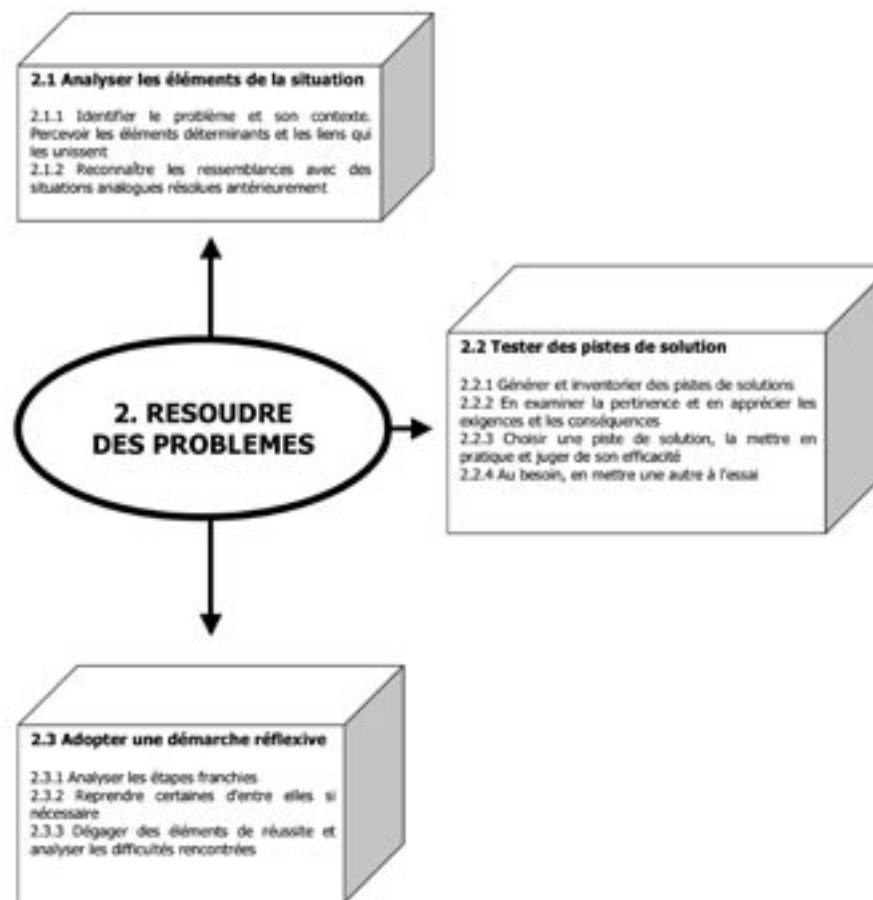 2.1 Analyser les éléments de la situation
2.1.1 Identifier le problème et son contexte.
Percevoir les éléments déterminants et les liens qui
les unissent
2.1.2 Reconnaître les ressemblances avec des
situations analogues résolues antérieurement
2. RESOUDRE
DES PROBLEMES
2.2 Tester des pistes de solution
2.2.1 Générer et inventorier des pistes de solutions
2.2.2 En examiner la pertinence et en apprécier les
exigences et les conséquences
2.2.3 Choisir une piste de solution, la mettre en
pratique et juger de son efficacité
2.2.4 Au besoin, en mettre une autre à l'essai
2.3 Adopter une démarche réflexive
2.3.1 Analyser les étapes franchies
2.3.2 Reprendre certaines d'entre elles si
nécessaire
2.3.3 Dégager des éléments de réussite et
analyser les difficultés rencontrées